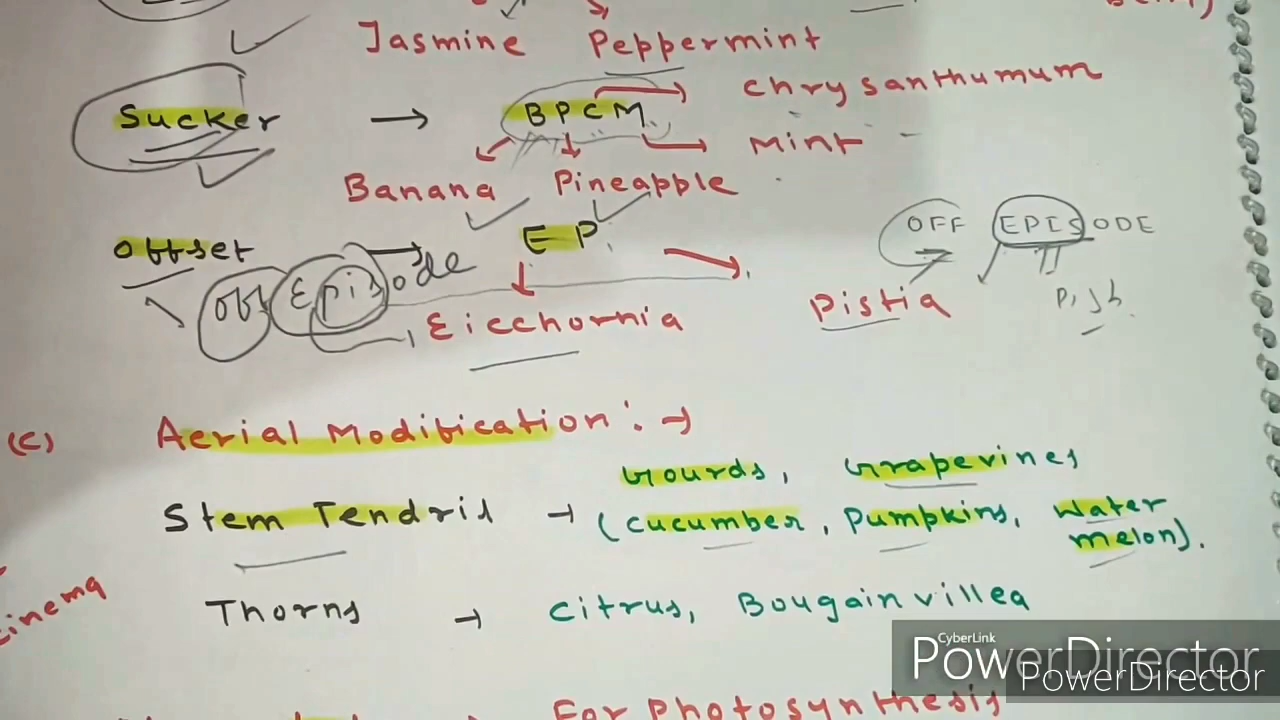 Jasmine Peppermint
Sucker → BPCM → Chrysanthumum
→ Mint
Banana Pineapple
Offset → EP
Off Episode
OFF EPISODE
Eicchornia Pistia
(C) Aerial Modification : →
Gourds, Grapevines
Stem Tendril → (Cucumber, Pumpkins, Water
melon).
cinema
Thorns → Citrus, Bougainvillea
CyberLink
PowerDirector
PowerDirector
For Photosynthesis